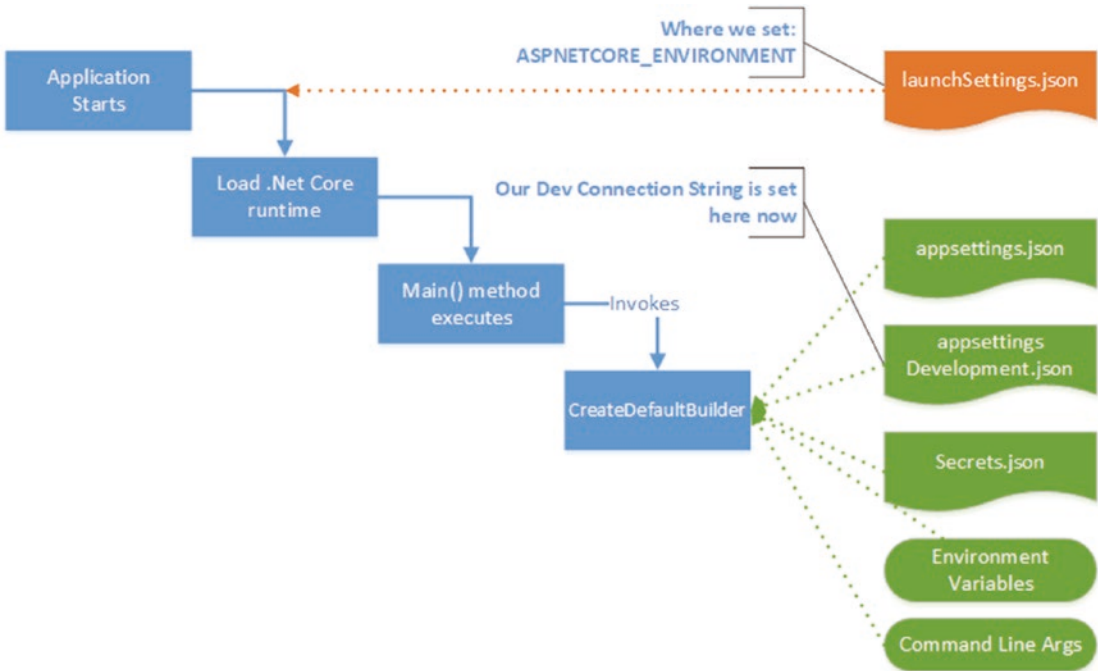 Where we set:
ASPNETCORE_ENVIRONMENT
launchSettings.json
Application
Starts
Load .Net Core
runtime
Our Dev Connection String is set
here now
appsettings.json
Main() method
executes
Invokes
appsettings
Development.json
CreateDefaultBuilder
Secrets.json
Environment
Variables
Command Line Args